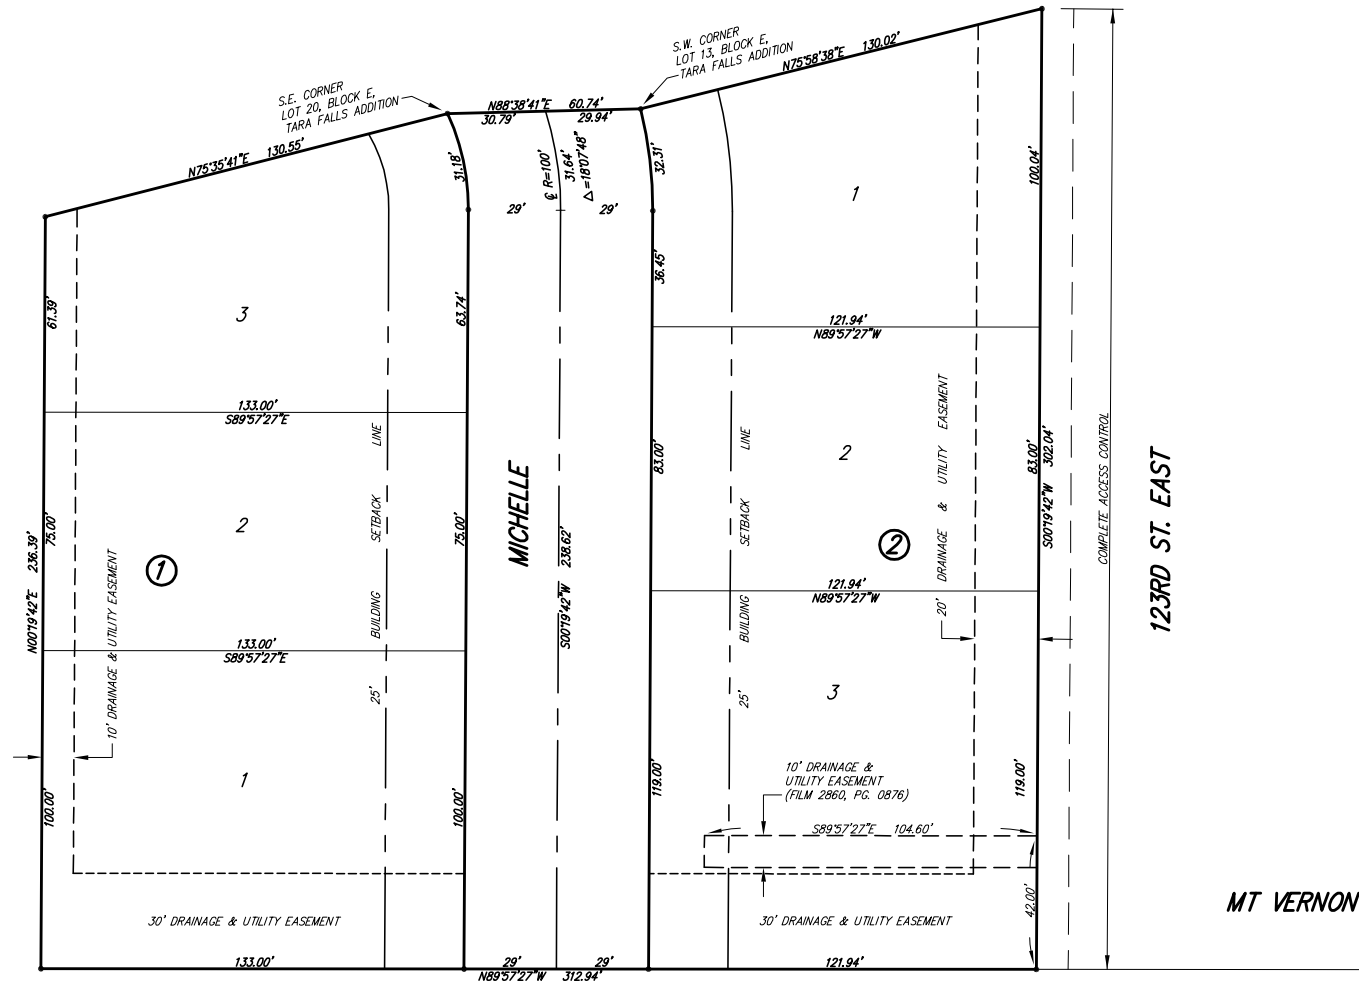 S.W. CORNER
LOT 13, BLOCK E,
TARA FALLS ADDITION
N75°58'38"E 130.02'
S.E. CORNER
LOT 20, BLOCK E,
TARA FALLS ADDITION
N88°38'41"E 60.74'
30.79' 29.94'
N75°35'41"E 130.55'
31.18'
℄ R=100'
31.64'
Δ=18°07'48"
32.31'
100.04'
29' 29'
1
36.45'
61.39'
3
63.74'
121.94'
N89°57'27"W
133.00'
S89°57'27"E
BUILDING SETBACK LINE
25'
MICHELLE
S00°19'42"W 238.62'
83.00'
2
BUILDING SETBACK LINE
25'
20' DRAINAGE & UTILITY EASEMENT
83.00'
S00°19'42"W 302.04'
COMPLETE ACCESS CONTROL
123RD ST. EAST
N00°19'42"E 236.39'
75.00'
2
75.00'
1
2
10' DRAINAGE & UTILITY EASEMENT
121.94'
N89°57'27"W
133.00'
S89°57'27"E
3
100.00'
1
100.00'
119.00'
10' DRAINAGE &
UTILITY EASEMENT
(FILM 2860, PG. 0876)
119.00'
S89°57'27"E 104.60'
42.00'
MT VERNON
30' DRAINAGE & UTILITY EASEMENT
30' DRAINAGE & UTILITY EASEMENT
133.00'
29' 29'
121.94'
N89°57'27"W 312.94'